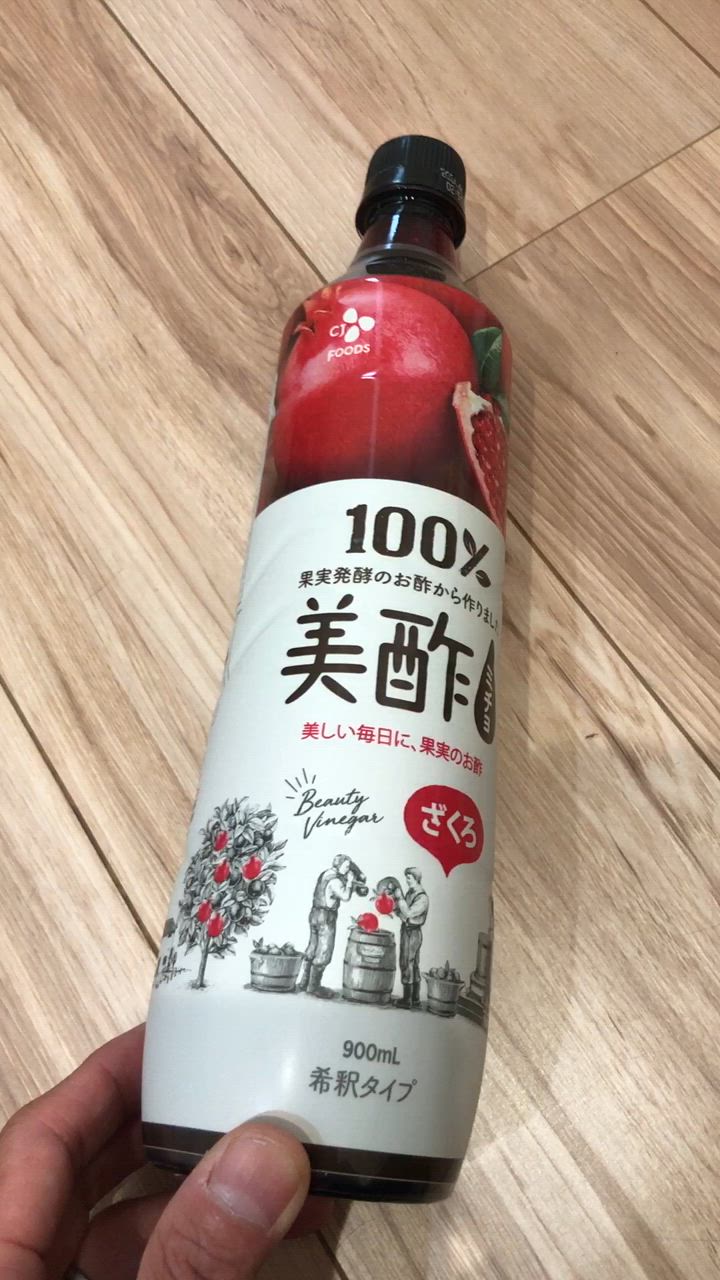 CJ
FOODS
100%
果実発酵のお酢から作りました
美酢
ミチョ
美しい毎日に、果実のお酢
Beauty
Vinegar
ざくろ
900mL
希釈タイプ